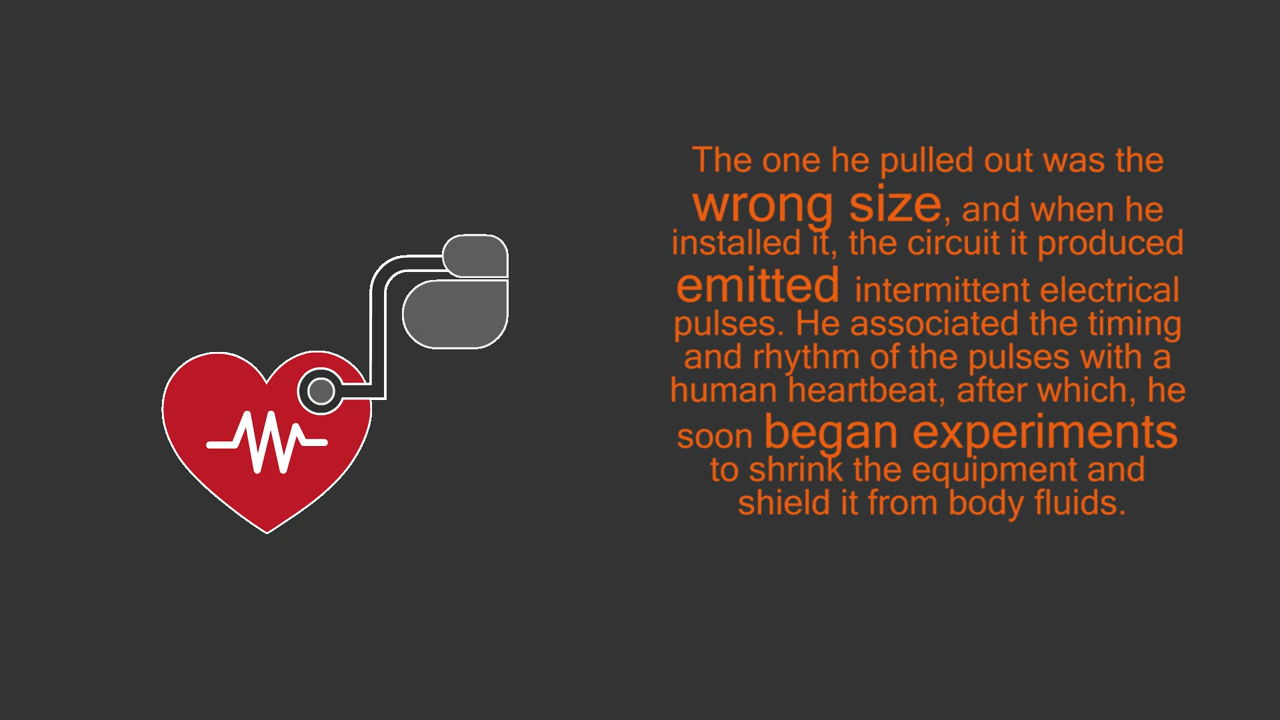 The one he pulled out was the
wrong size, and when he
installed it, the circuit it produced
emitted intermittent electrical
pulses. He associated the timing
and rhythm of the pulses with a
human heartbeat, after which, he
soon began experiments
to shrink the equipment and
shield it from body fluids.